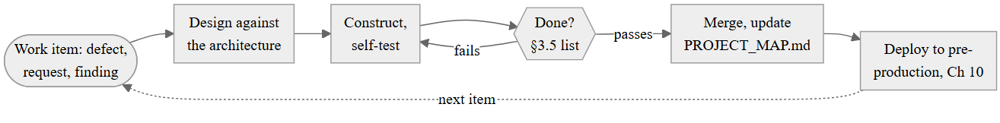 Work item: defect,
request, finding
Design against
the architecture
Construct,
self-test
fails
Done?
§3.5 list
passes
Merge, update
PROJECT_MAP.md
Deploy to pre-
production, Ch 10
next item